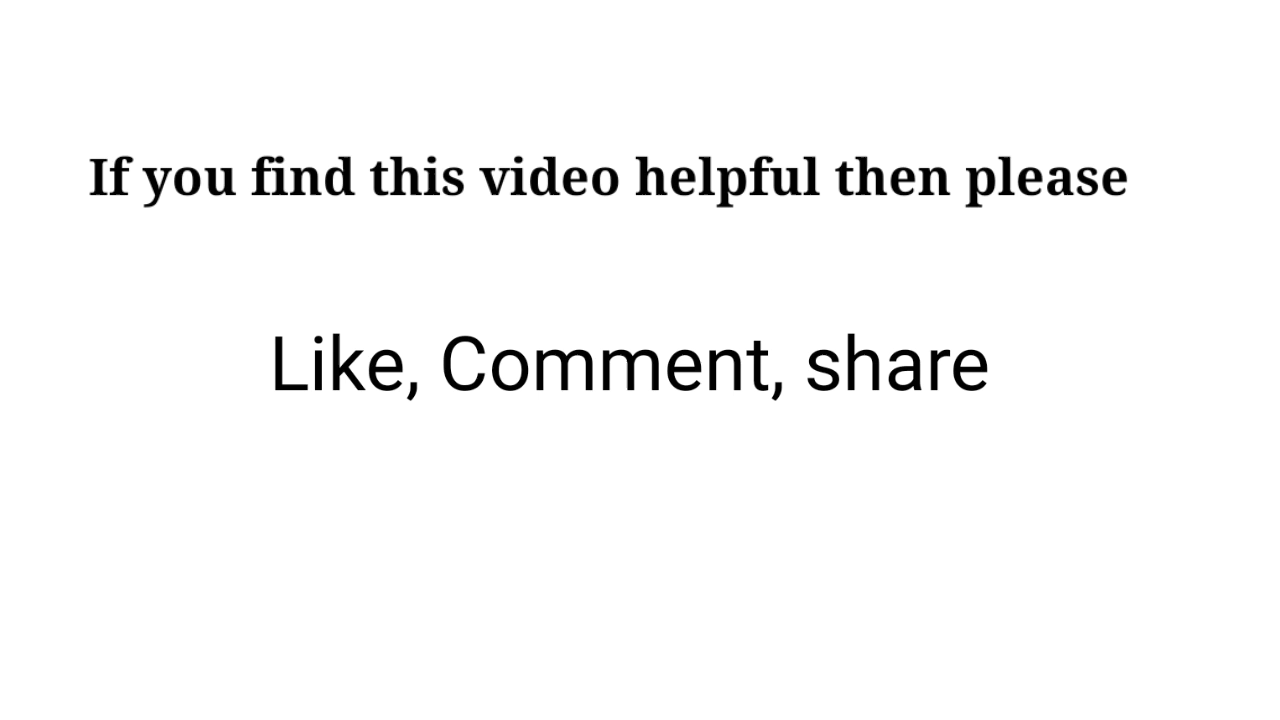 If you find this video helpful then please
Like, Comment, share